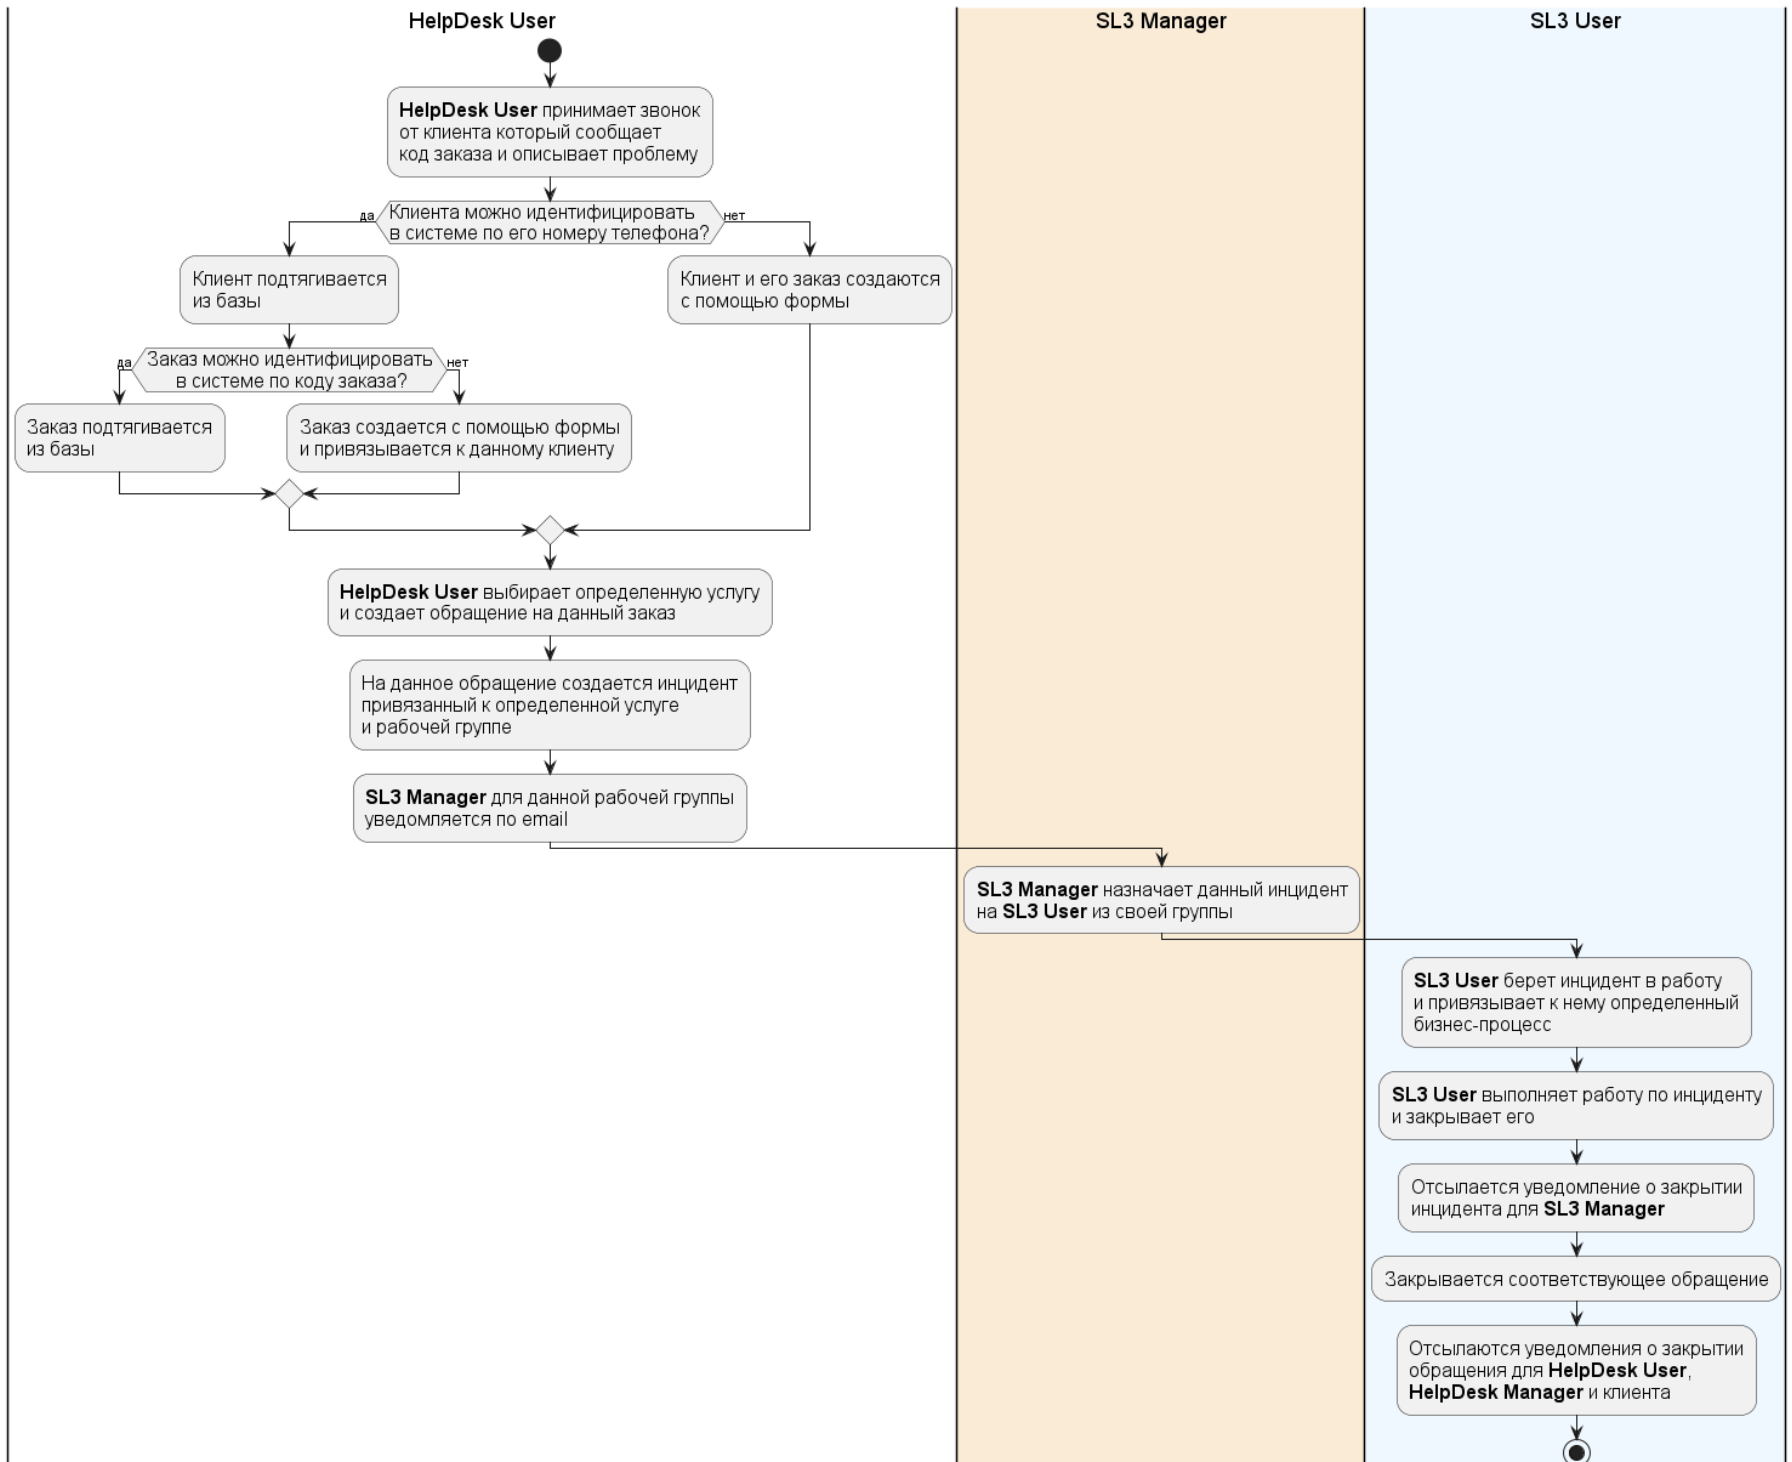 HelpDesk User
SL3 Manager
SL3 User
HelpDesk User принимает звонок
от клиента который сообщает
код заказа и описывает проблему
да
Клиента можно идентифицировать
в системе по его номеру телефона?
нет
Клиент подтягивается
из базы
Клиент и его заказ создаются
с помощью формы
да
Заказ можно идентифицировать
в системе по коду заказа?
нет
Заказ подтягивается
из базы
Заказ создается с помощью формы
и привязывается к данному клиенту
HelpDesk User выбирает определенную услугу
и создает обращение на данный заказ
На данное обращение создается инцидент
привязанный к определенной услуге
и рабочей группе
SL3 Manager для данной рабочей группы
уведомляется по email
SL3 Manager назначает данный инцидент
на SL3 User из своей группы
SL3 User берет инцидент в работу
и привязывает к нему определенный
бизнес-процесс
SL3 User выполняет работу по инциденту
и закрывает его
Отсылается уведомление о закрытии
инцидента для SL3 Manager
Закрывается соответствующее обращение
Отсылаются уведомления о закрытии
обращения для HelpDesk User,
HelpDesk Manager и клиента